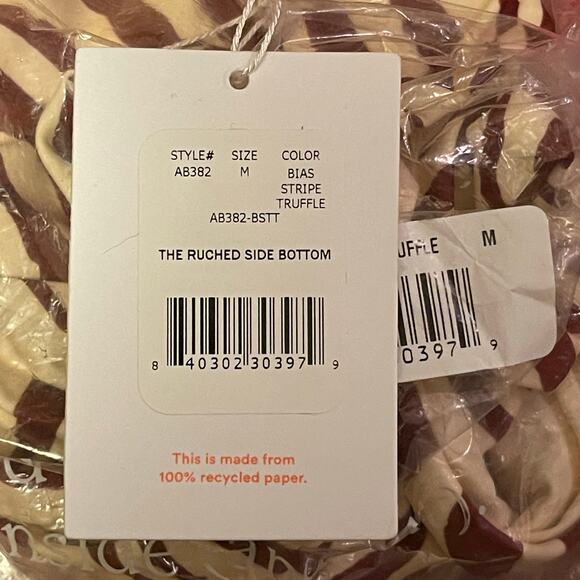 STYLE# SIZE COLOR
AB382 M BIAS
STRIPE
TRUFFLE
AB382-BSTT
THE RUCHED SIDE BOTTOM
8 40302 30397 9
This is made from
100% recycled paper.
UFFLE M
0397 9
nside